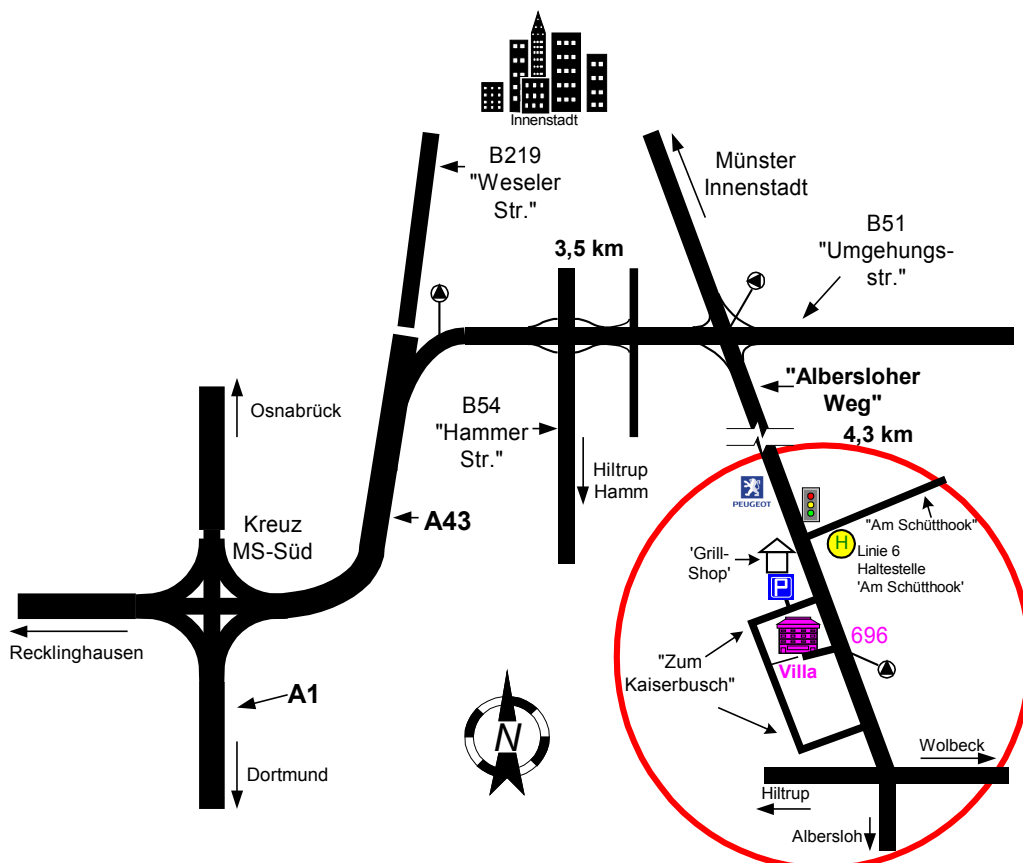 Innenstadt
B219
"Weseler
Str."
Münster
Innenstadt
B51
"Umgehungs-
str."
3,5 km
"Albersloher
Weg"
4,3 km
Osnabrück
B54
"Hammer
Str."
Hiltrup
Hamm
PEUGEOT
"Am Schütthook"
A43
Kreuz
MS-Süd
H
Linie 6
Haltestelle
'Am Schütthook'
'Grill-
Shop'
P
Recklinghausen
696
"Zum
Kaiserbusch"
Villa
A1
N
Wolbeck
Dortmund
Hiltrup
Albersloh